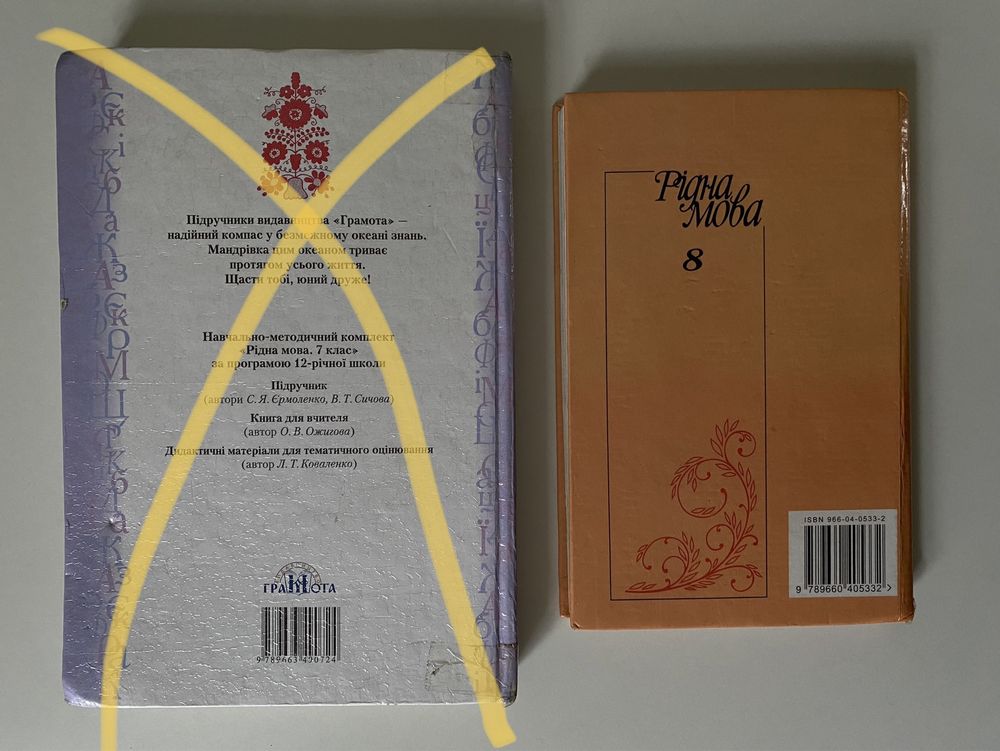 Підручники видавництва «Грамота» —
надійний компас у безмежному океані знань.
Мандрівка цим океаном триває
протягом усього життя.
Щасти тобі, юний друже!
Навчально-методичний комплект
«Рідна мова. 7 клас»
за програмою 12-річної школи
Підручник
(автори С. Я. Єрмоленко, В. Т. Сичова)
Книга для вчителя
(автор О. В. Ожигова)
Дидактичні матеріали для тематичного оцінювання
(автор Л. Т. Коваленко)
ГРАМОТА
9 789663 490724
Рідна
мова
8
ISBN 966-04-0533-2
9 789660 405332 >